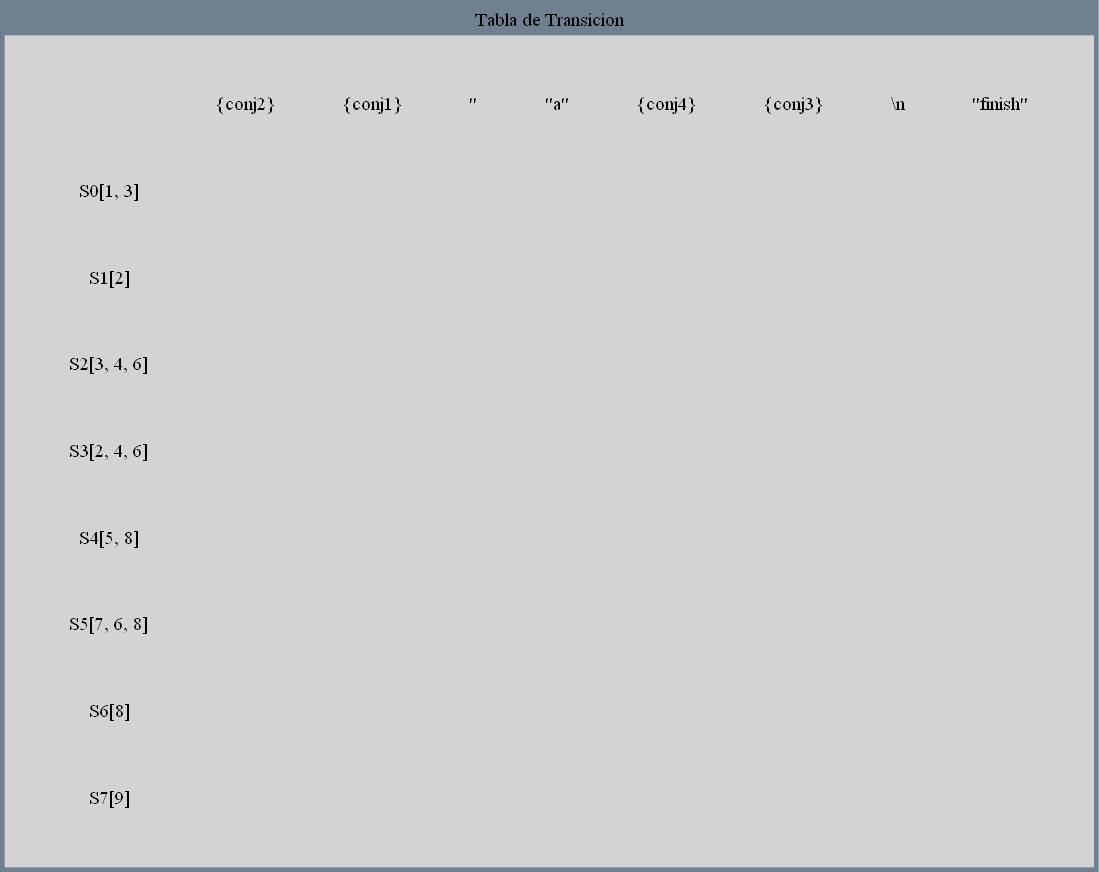 Tabla de Transicion
{conj2} {conj1} " "a" {conj4} {conj3} \n "finish"
S0[1, 3]
S1[2]
S2[3, 4, 6]
S3[2, 4, 6]
S4[5, 8]
S5[7, 6, 8]
S6[8]
S7[9]